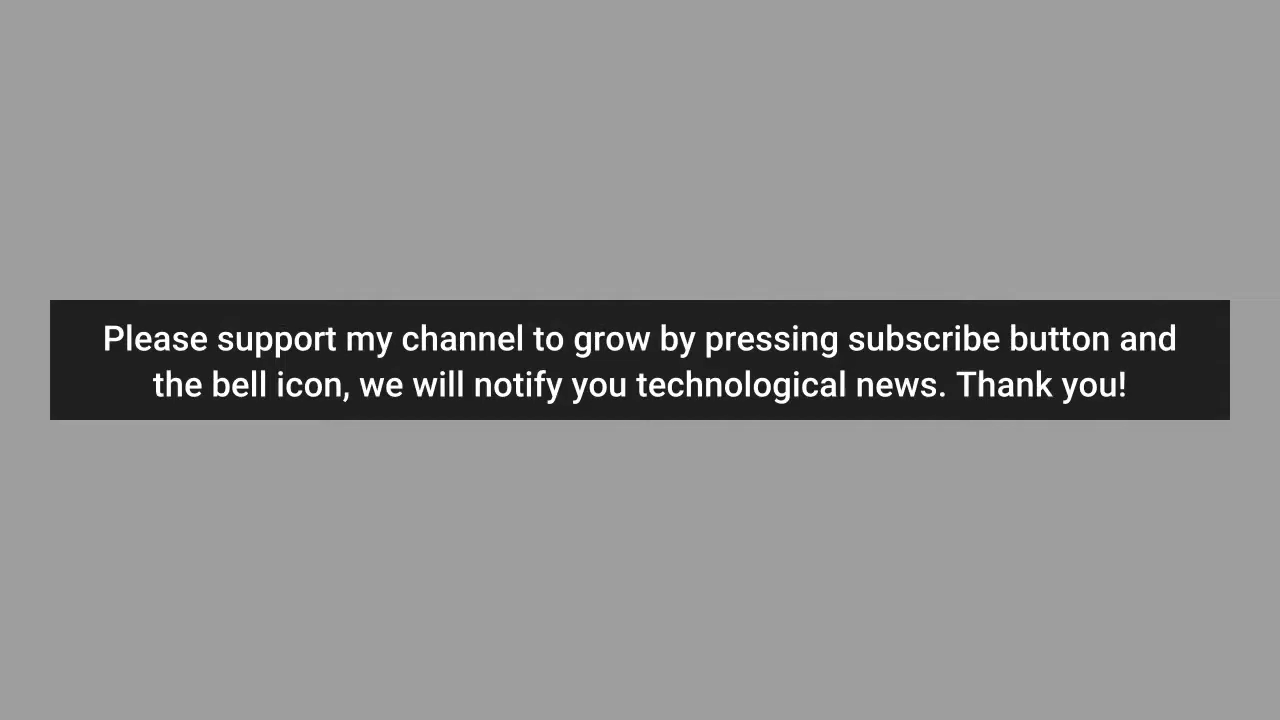 Please support my channel to grow by pressing subscribe button and
the bell icon, we will notify you technological news. Thank you!